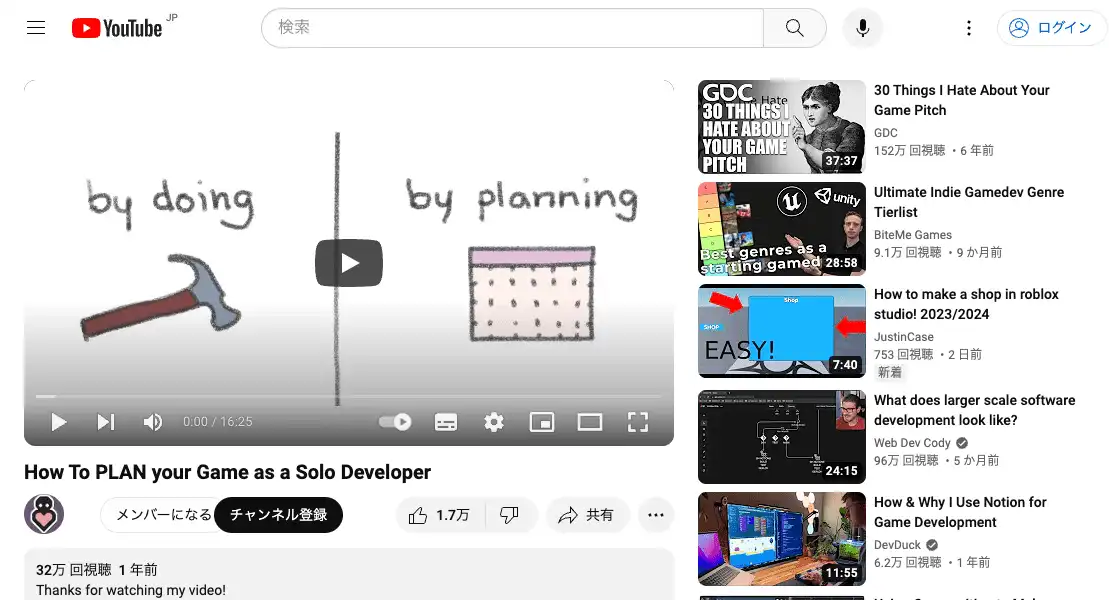 YouTube JP
検索
ログイン
by doing
by planning
0:00 / 16:25
How To PLAN your Game as a Solo Developer
メンバーになる
チャンネル登録
1.7万
共有
32万 回視聴 1 年前
Thanks for watching my video!
GDC
30 THINGS I
HATE ABOUT
YOUR GAME
PITCH
37:37
30 Things I Hate About Your
Game Pitch
GDC
152万 回視聴 ・6 年前
unity
Best genres as a
starting gamed
28:58
Ultimate Indie Gamedev Genre
Tierlist
BiteMe Games
9.1万 回視聴 ・9 か月前
Shop
SHOP
EASY!
7:40
How to make a shop in roblox
studio! 2023/2024
JustinCase
753 回視聴 ・2 日前
新着
24:15
What does larger scale software
development look like?
Web Dev Cody
96万 回視聴 ・5 か月前
11:55
How & Why I Use Notion for
Game Development
DevDuck
6.2万 回視聴 ・1 年前